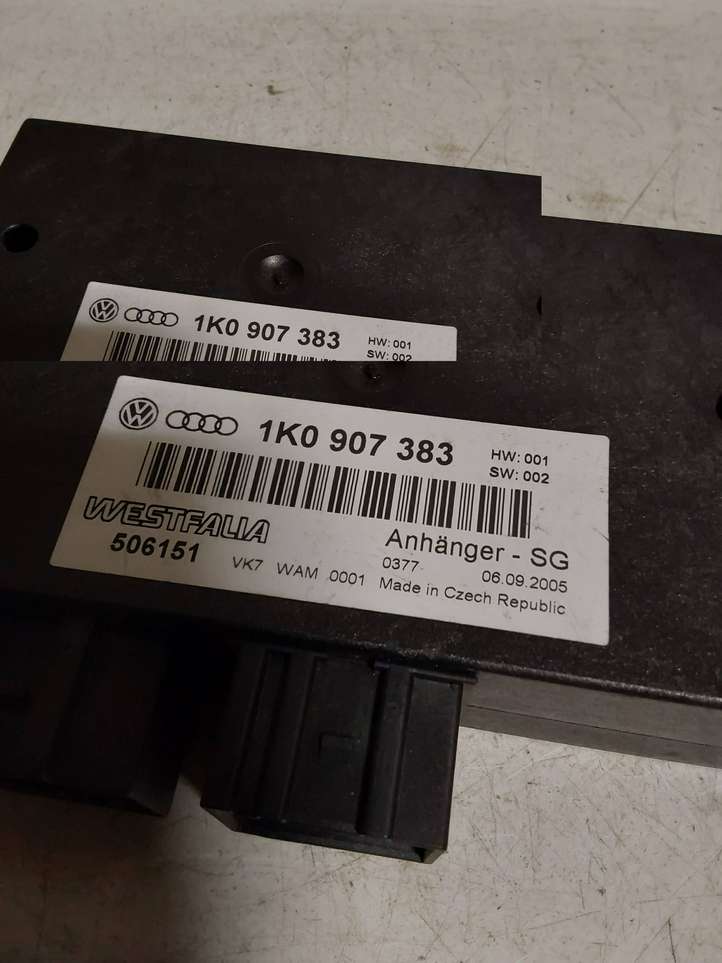 1K0 907 383
HW: 001
SW: 002
1K0 907 383
HW: 001
SW: 002
WESTFALIA
Anhänger - SG
506151
0377
06.09.2005
VK7 WAM 0001 Made in Czech Republic